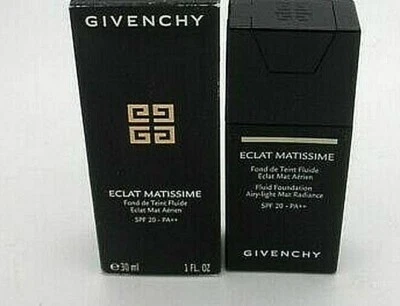 GIVENCHY
ECLAT MATISSIME
Fond de Teint Fluide
Eclat Mat Aérien
SPF 20 - PA++
℮ 30 ml 1 FL. OZ
ECLAT MATISSIME
Fond de Teint Fluide
Eclat Mat Aérien
Fluid Foundation
Airy-light Mat Radiance
SPF 20 - PA++
GIVENCHY